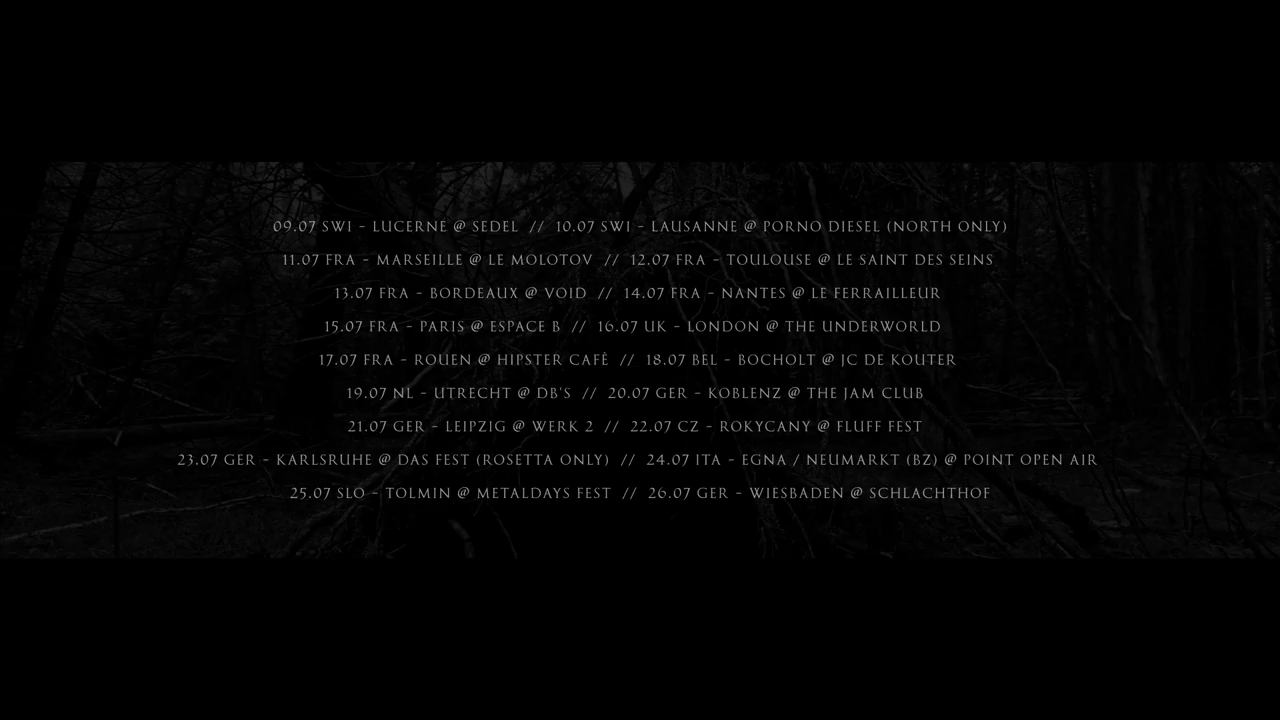 09.07 SWI – LUCERNE @ SEDEL // 10.07 SWI – LAUSANNE @ PORNO DIESEL (NORTH ONLY)
11.07 FRA – MARSEILLE @ LE MOLOTOV // 12.07 FRA – TOULOUSE @ LE SAINT DES SEINS
13.07 FRA – BORDEAUX @ VOID // 14.07 FRA – NANTES @ LE FERRAILLEUR
15.07 FRA – PARIS @ ESPACE B // 16.07 UK – LONDON @ THE UNDERWORLD
17.07 FRA – ROUEN @ HIPSTER CAFÉ // 18.07 BEL – BOCHOLT @ JC DE KOUTER
19.07 NL – UTRECHT @ DB'S // 20.07 GER – KOBLENZ @ THE JAM CLUB
21.07 GER – LEIPZIG @ WERK 2 // 22.07 CZ – ROKYCANY @ FLUFF FEST
23.07 GER – KARLSRUHE @ DAS FEST (ROSETTA ONLY) // 24.07 ITA – EGNA / NEUMARKT (BZ) @ POINT OPEN AIR
25.07 SLO – TOLMIN @ METALDAYS FEST // 26.07 GER – WIESBADEN @ SCHLACHTHOF